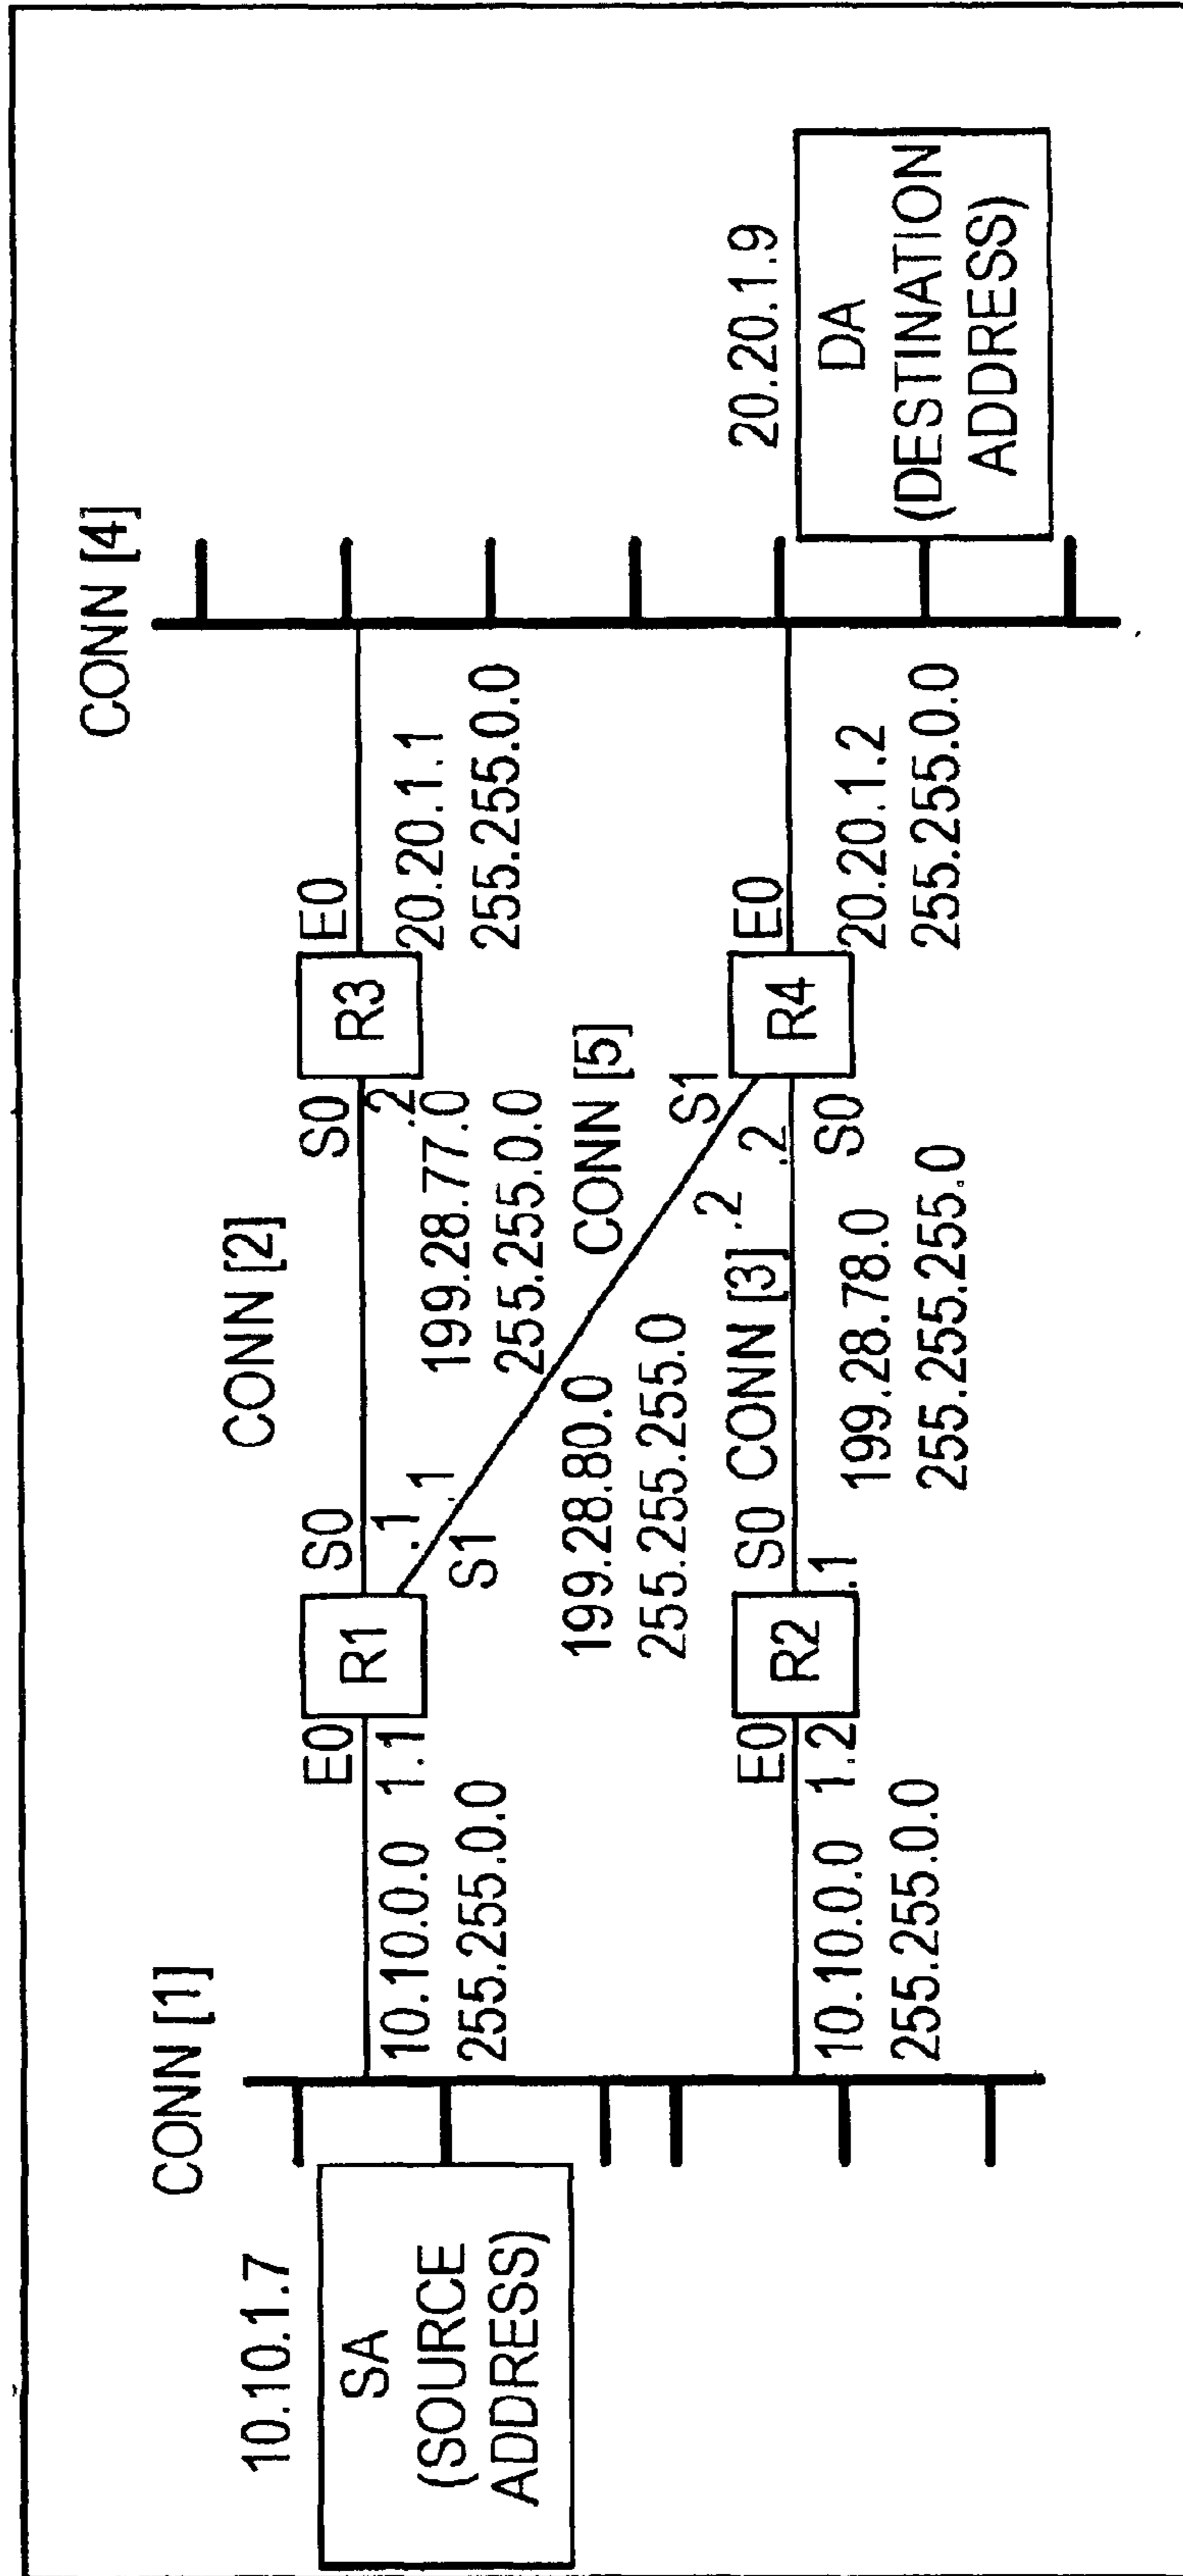 CONN [1]
10.10.1.7
SA
(SOURCE
ADDRESS)
E0
1.1
10.10.0.0
255.255.0.0
R1
S0
.1
.1
S1
CONN [2]
S0
.2
199.28.77.0
255.255.0.0
R3
E0
20.20.1.1
255.255.0.0
CONN [4]
CONN [5]
199.28.80.0
255.255.255.0
E0
1.2
10.10.0.0
255.255.0.0
R2
S0
.1
CONN [3]
199.28.78.0
255.255.255.0
.2
S1
.2
S0
R4
E0
20.20.1.2
255.255.0.0
20.20.1.9
DA
(DESTINATION
ADDRESS)